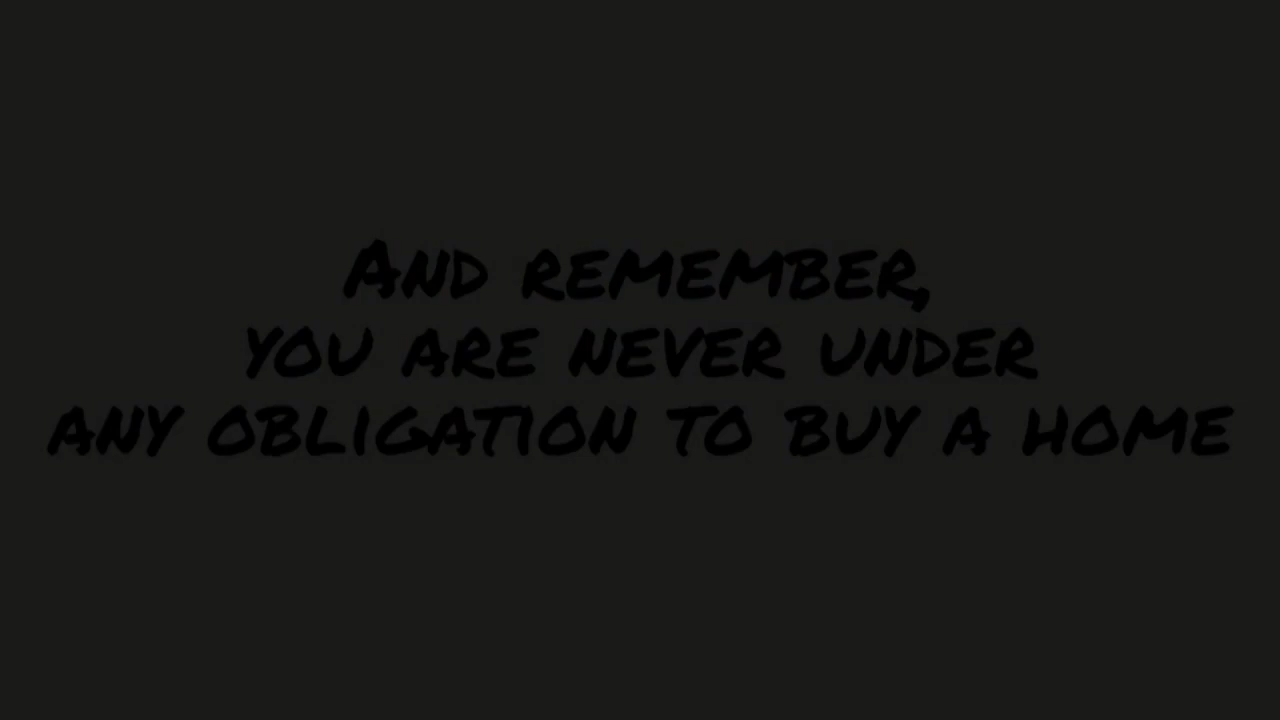 And remember,
you are never under
any obligation to buy a home